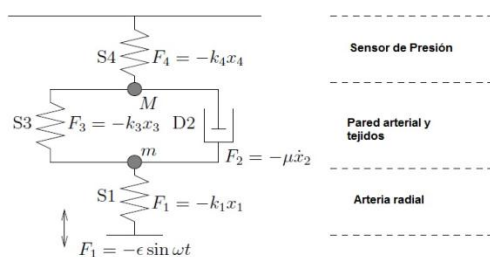 S4 F₄ = −k₄x₄
Sensor de Presión
M
S3 F₃ = −k₃x₃ D2
Pared arterial y
tejidos
m
F₂ = −μẋ₂
S1 F₁ = −k₁x₁
Arteria radial
F₁ = −ϵ sin ωt